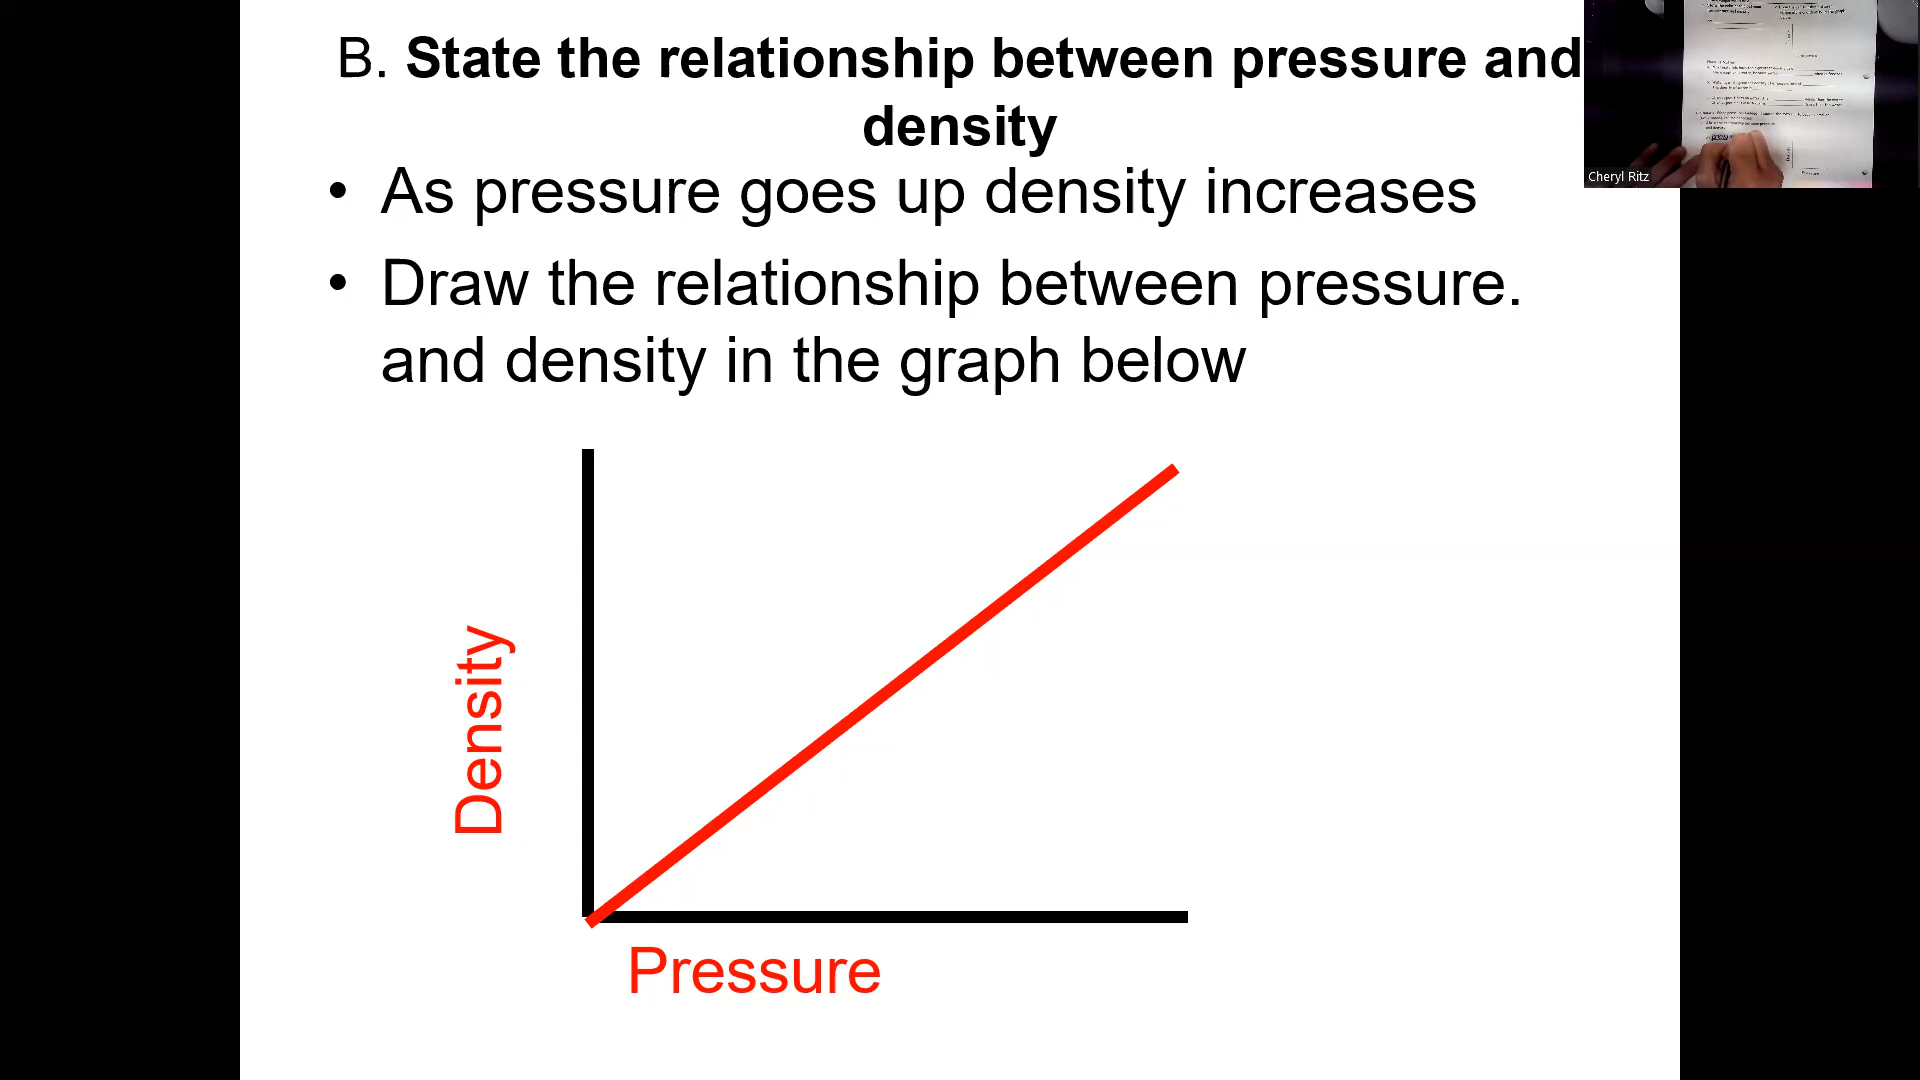 B. State the relationship between pressure and
density
• As pressure goes up density increases
• Draw the relationship between pressure.
and density in the graph below
Density
Pressure
Cheryl Ritz